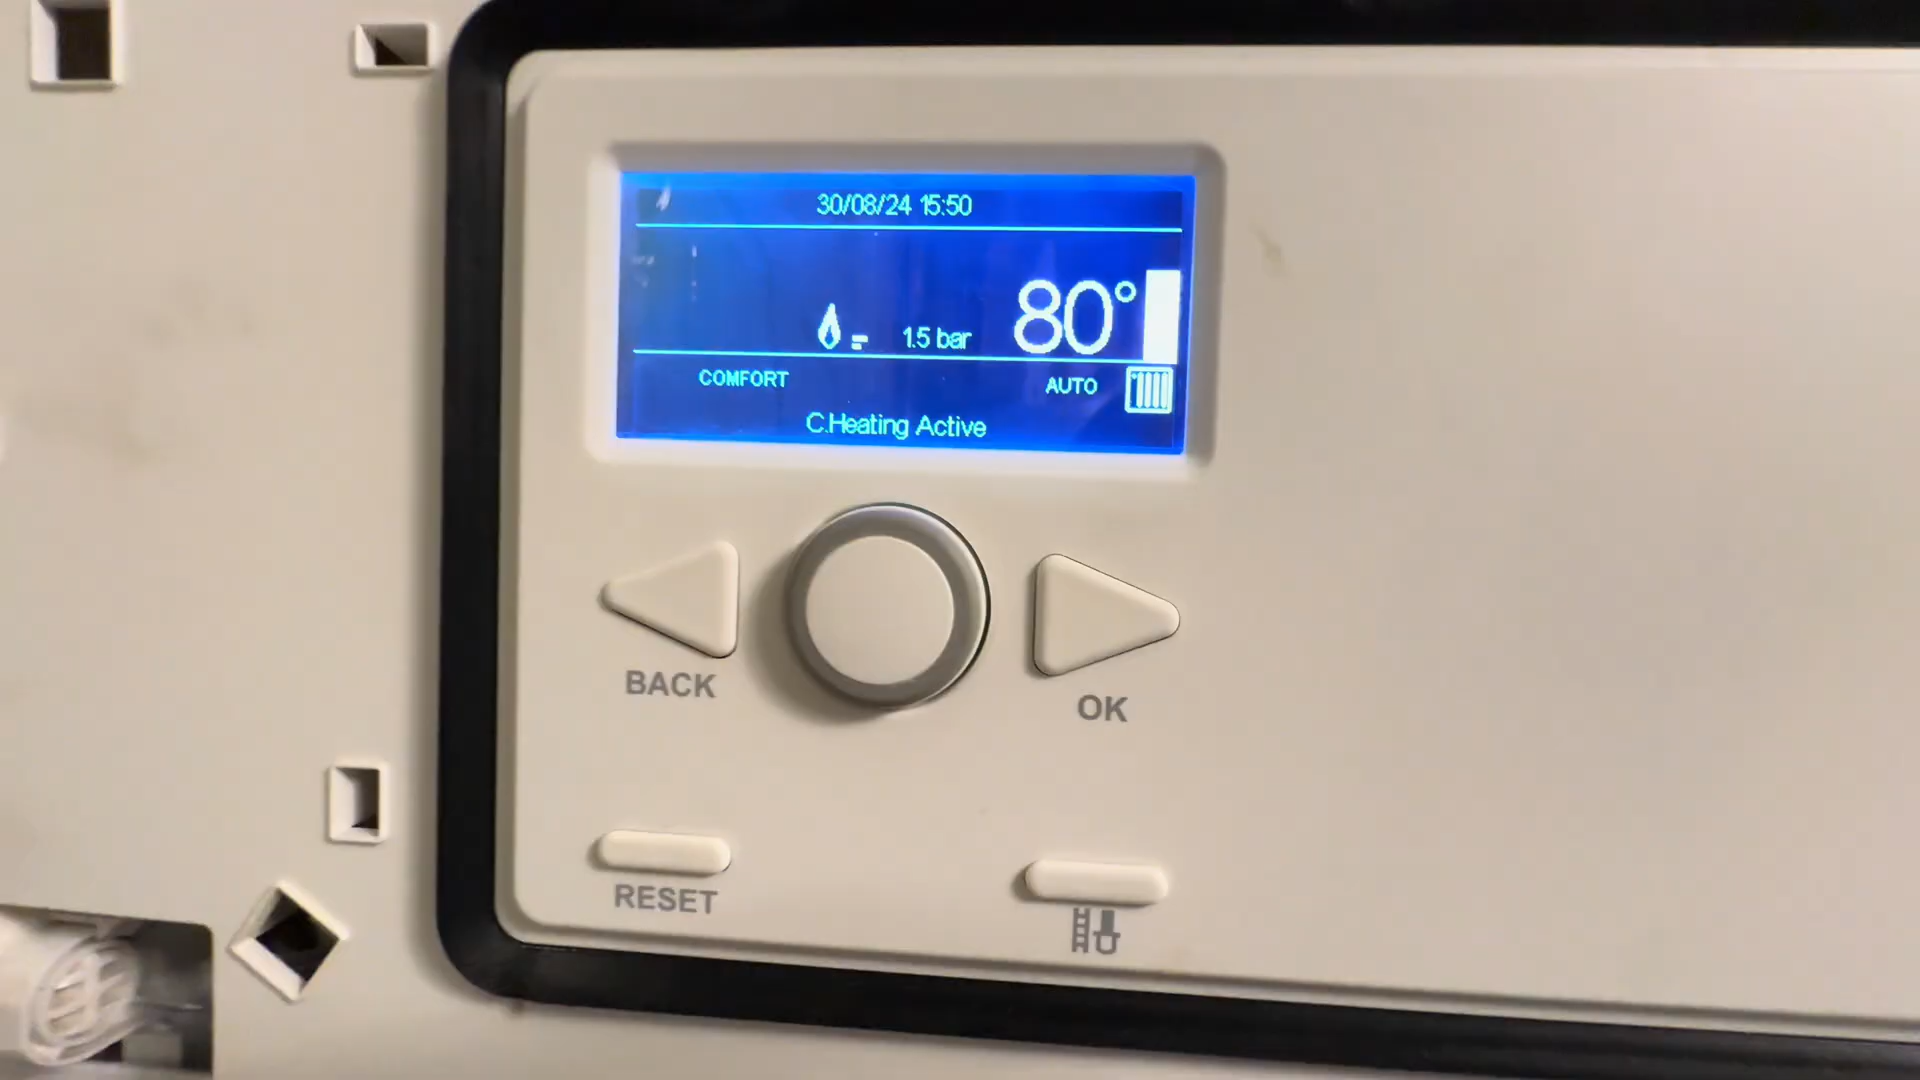 30/08/24 15:50
1.5 bar 80°
COMFORT AUTO
C.Heating Active
BACK
OK
RESET